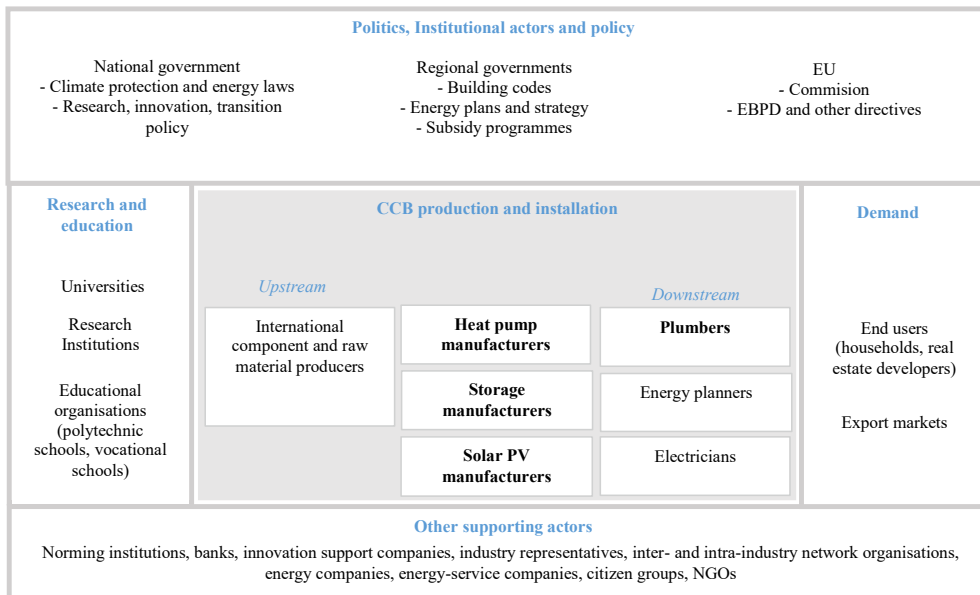 Politics, Institutional actors and policy
National government
- Climate protection and energy laws
- Research, innovation, transition
policy
Regional governments
- Building codes
- Energy plans and strategy
- Subsidy programmes
EU
- Commision
- EBPD and other directives
Research and
education
Universities
Research
Institutions
Educational
organisations
(polytechnic
schools, vocational
schools)
CCB production and installation
Upstream
International
component and raw
material producers
Heat pump
manufacturers
Storage
manufacturers
Solar PV
manufacturers
Downstream
Plumbers
Energy planners
Electricians
Demand
End users
(households, real
estate developers)
Export markets
Other supporting actors
Norming institutions, banks, innovation support companies, industry representatives, inter- and intra-industry network organisations,
energy companies, energy-service companies, citizen groups, NGOs